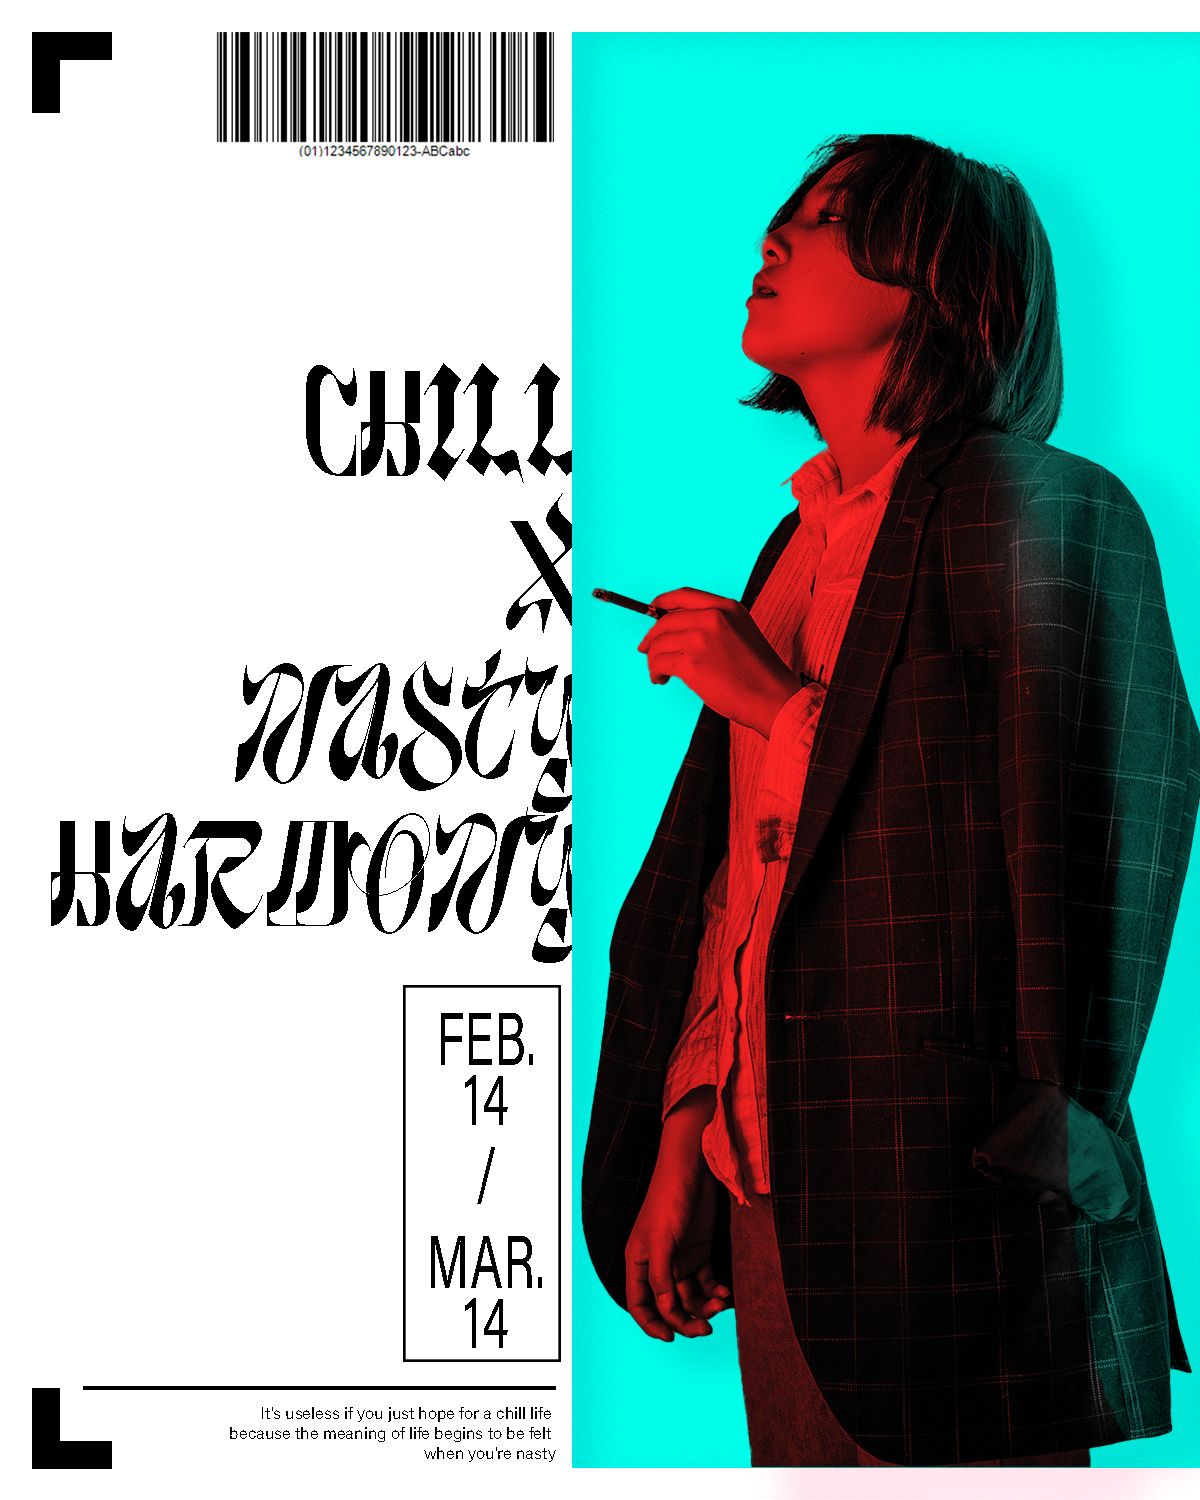 (01)1234567890123-ABCabc
CHILL
X
NASTY
HARMONY
FEB.
14
/
MAR.
14
It's useless if you just hope for a chill life
because the meaning of life begins to be felt
when you're nasty